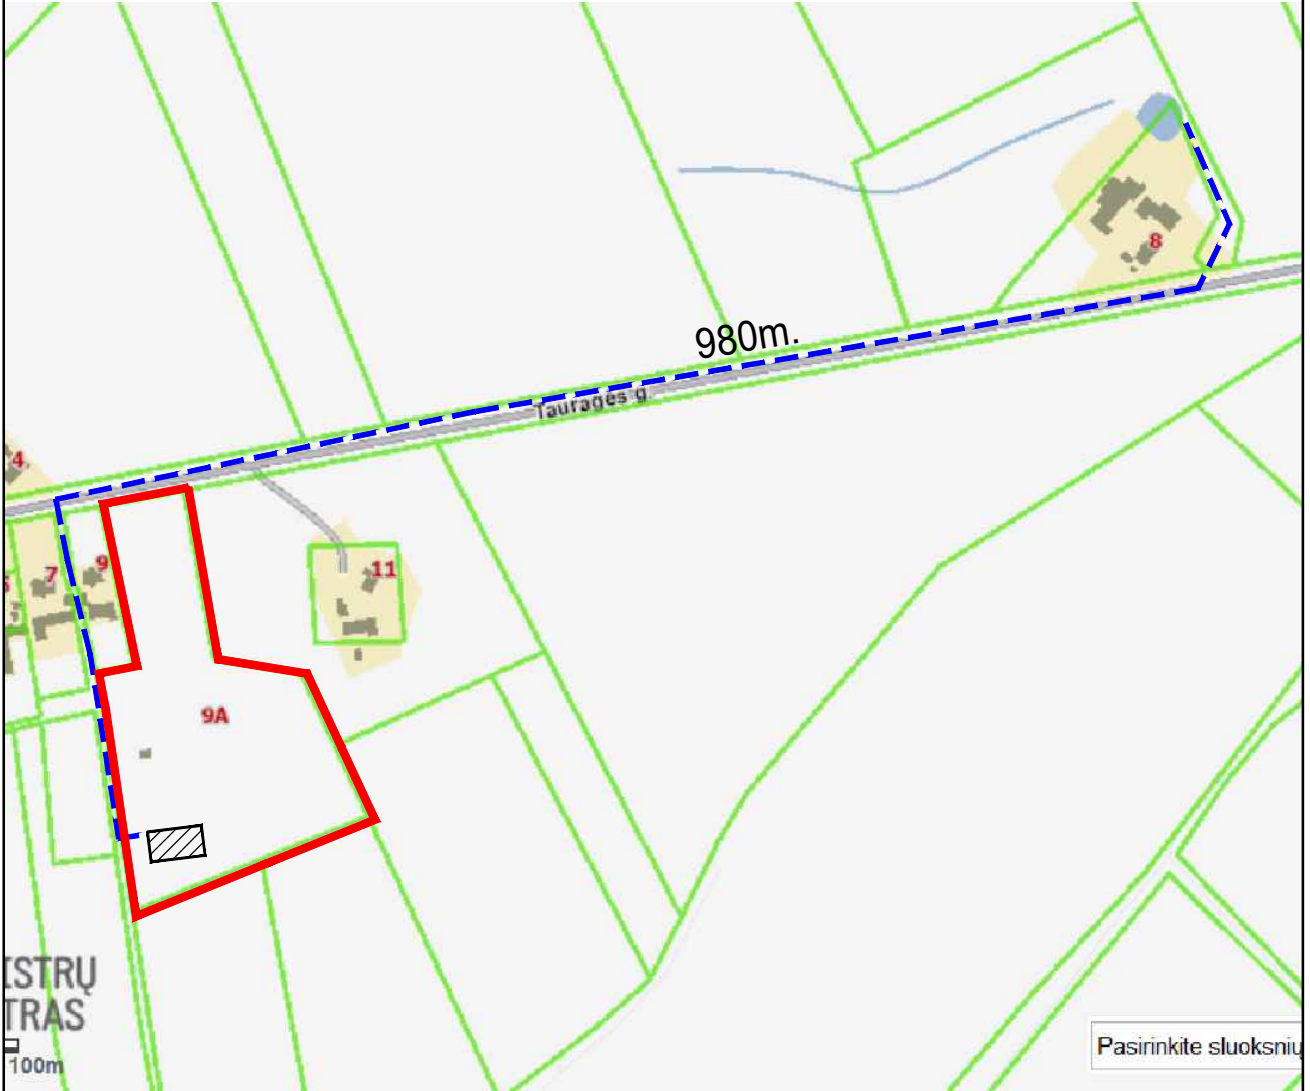 8
980m.
Tauragės g.
4
9
7
11
9A
ISTRŲ
TRAS
100m
Pasirinkite sluoksnių